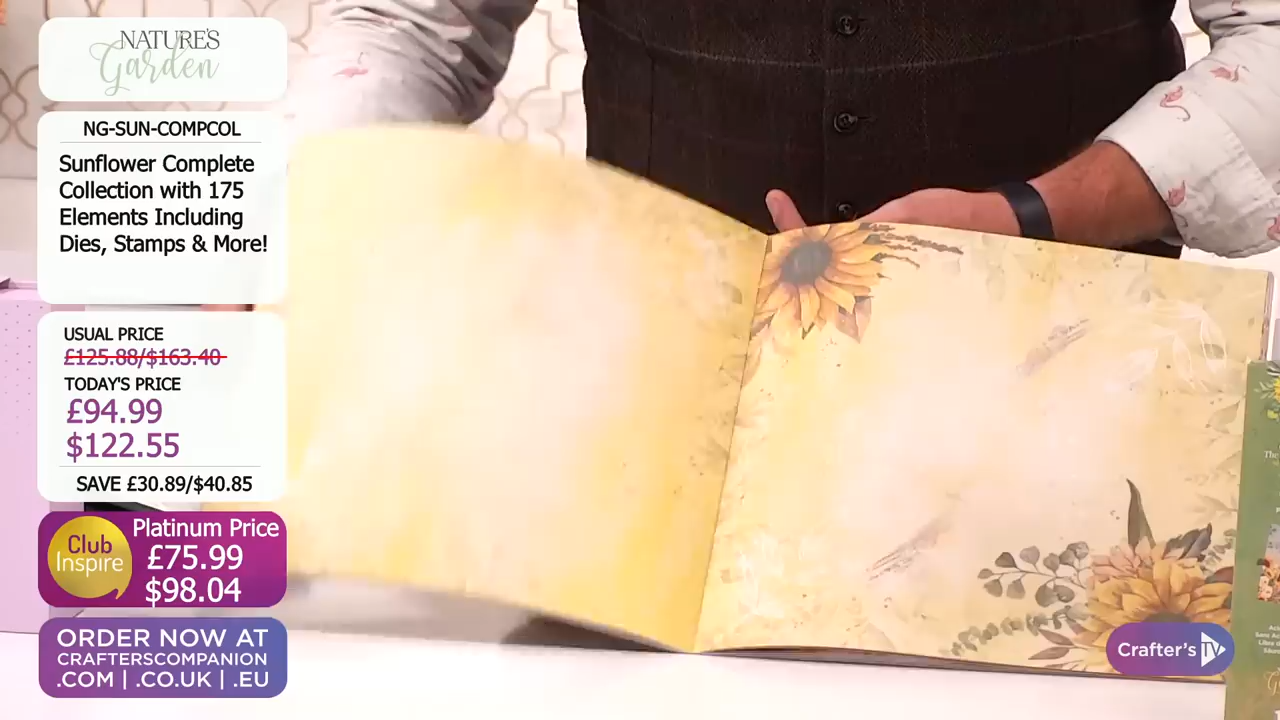 NATURE'S
Garden
NG-SUN-COMPCOL
Sunflower Complete
Collection with 175
Elements Including
Dies, Stamps & More!
USUAL PRICE
£125.88/$163.40
TODAY'S PRICE
£94.99
$122.55
SAVE £30.89/$40.85
Club
Inspire
Platinum Price
£75.99
$98.04
ORDER NOW AT
CRAFTERSCOMPANION
.COM | .CO.UK | .EU
Crafter's TV
The